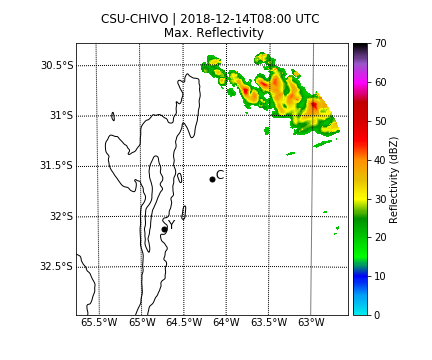 CSU-CHIVO | 2018-12-14T08:00 UTC
Max. Reflectivity
30.5°S
31°S
31.5°S
32°S
32.5°S
65.5°W 65°W 64.5°W 64°W 63.5°W 63°W
C
Y
70
60
50
40
30
20
10
0
Reflectivity (dBZ)